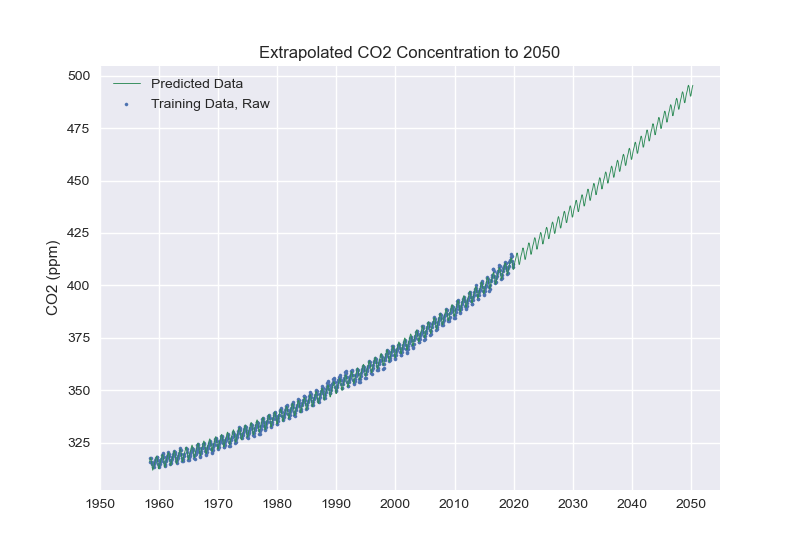 Extrapolated CO2 Concentration to 2050
Predicted Data
Training Data, Raw
CO2 (ppm)
500
475
450
425
400
375
350
325
1950 1960 1970 1980 1990 2000 2010 2020 2030 2040 2050